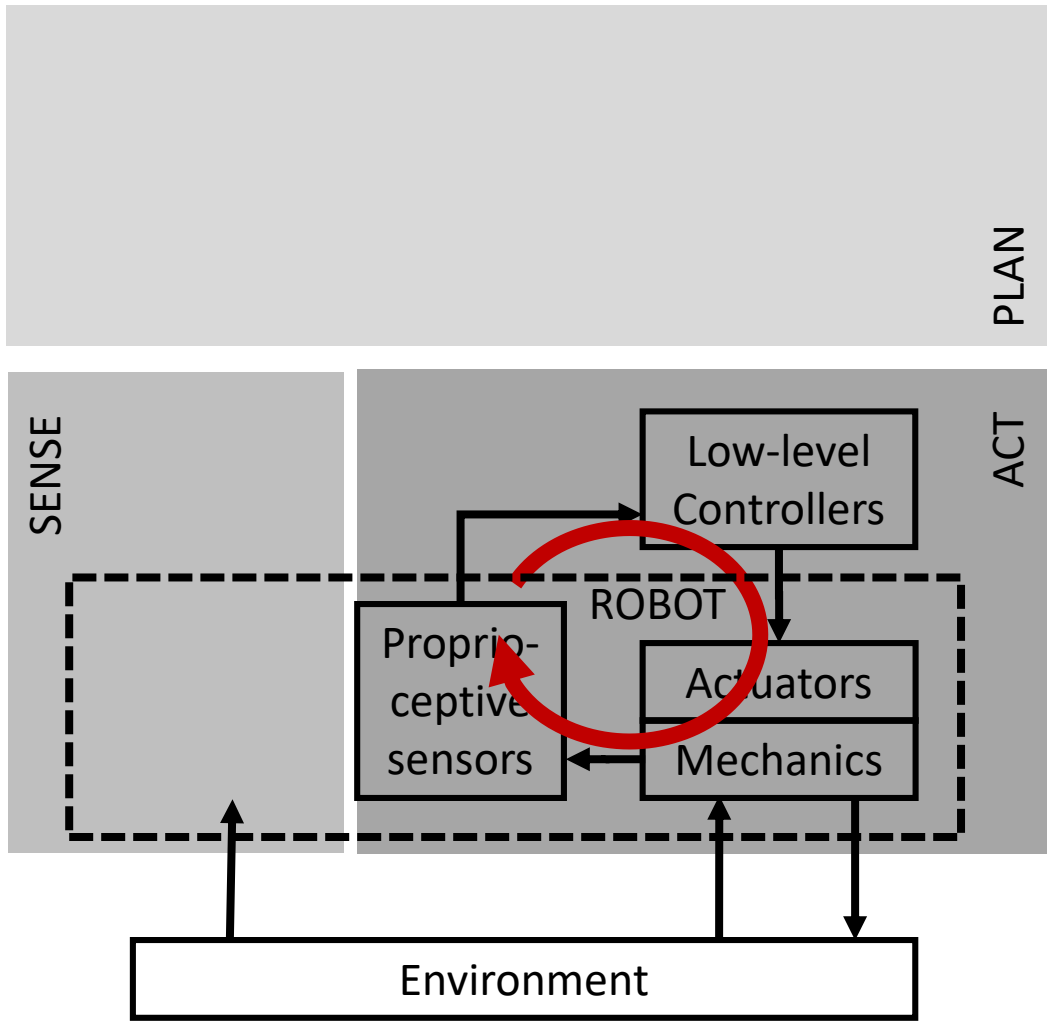 PLAN
SENSE
ACT
Low-level
Controllers
ROBOT
Proprio-
ceptive
sensors
Actuators
Mechanics
Environment